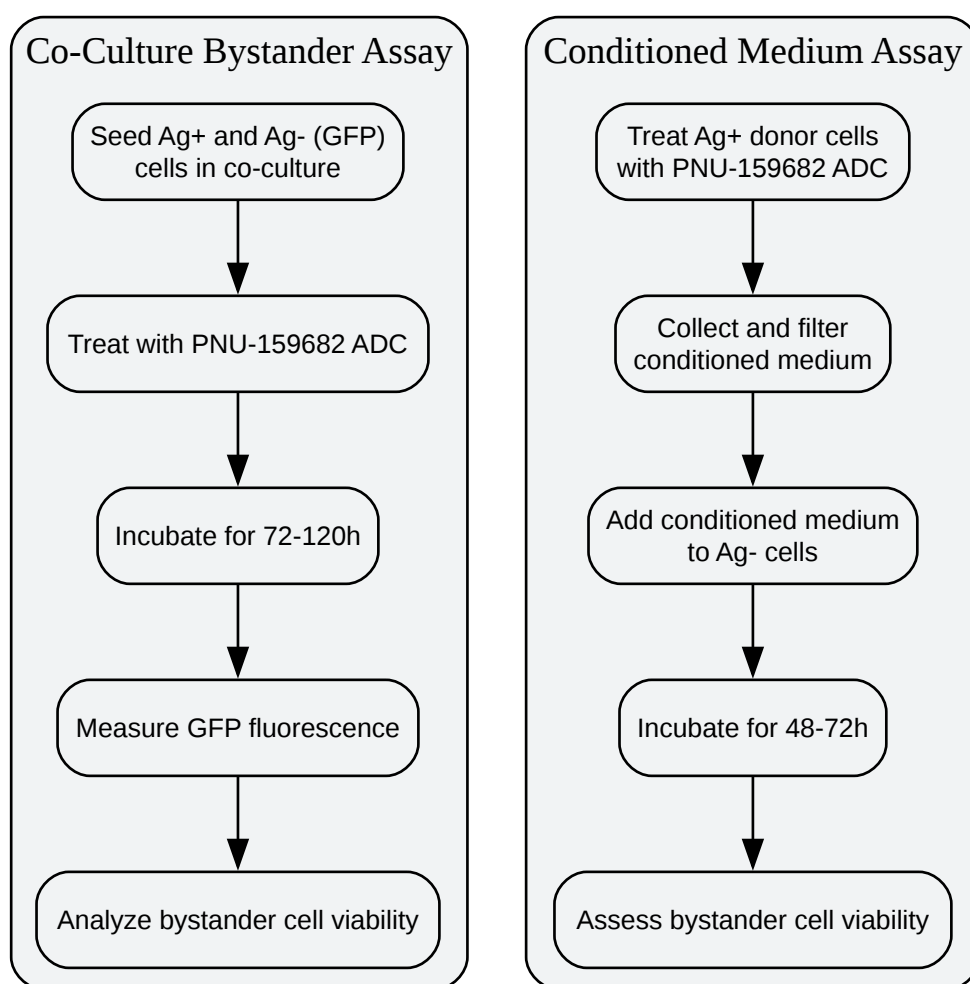 Co-Culture Bystander Assay
Seed Ag+ and Ag- (GFP)
cells in co-culture
Treat with PNU-159682 ADC
Incubate for 72-120h
Measure GFP fluorescence
Analyze bystander cell viability
Conditioned Medium Assay
Treat Ag+ donor cells
with PNU-159682 ADC
Collect and filter
conditioned medium
Add conditioned medium
to Ag- cells
Incubate for 48-72h
Assess bystander cell viability